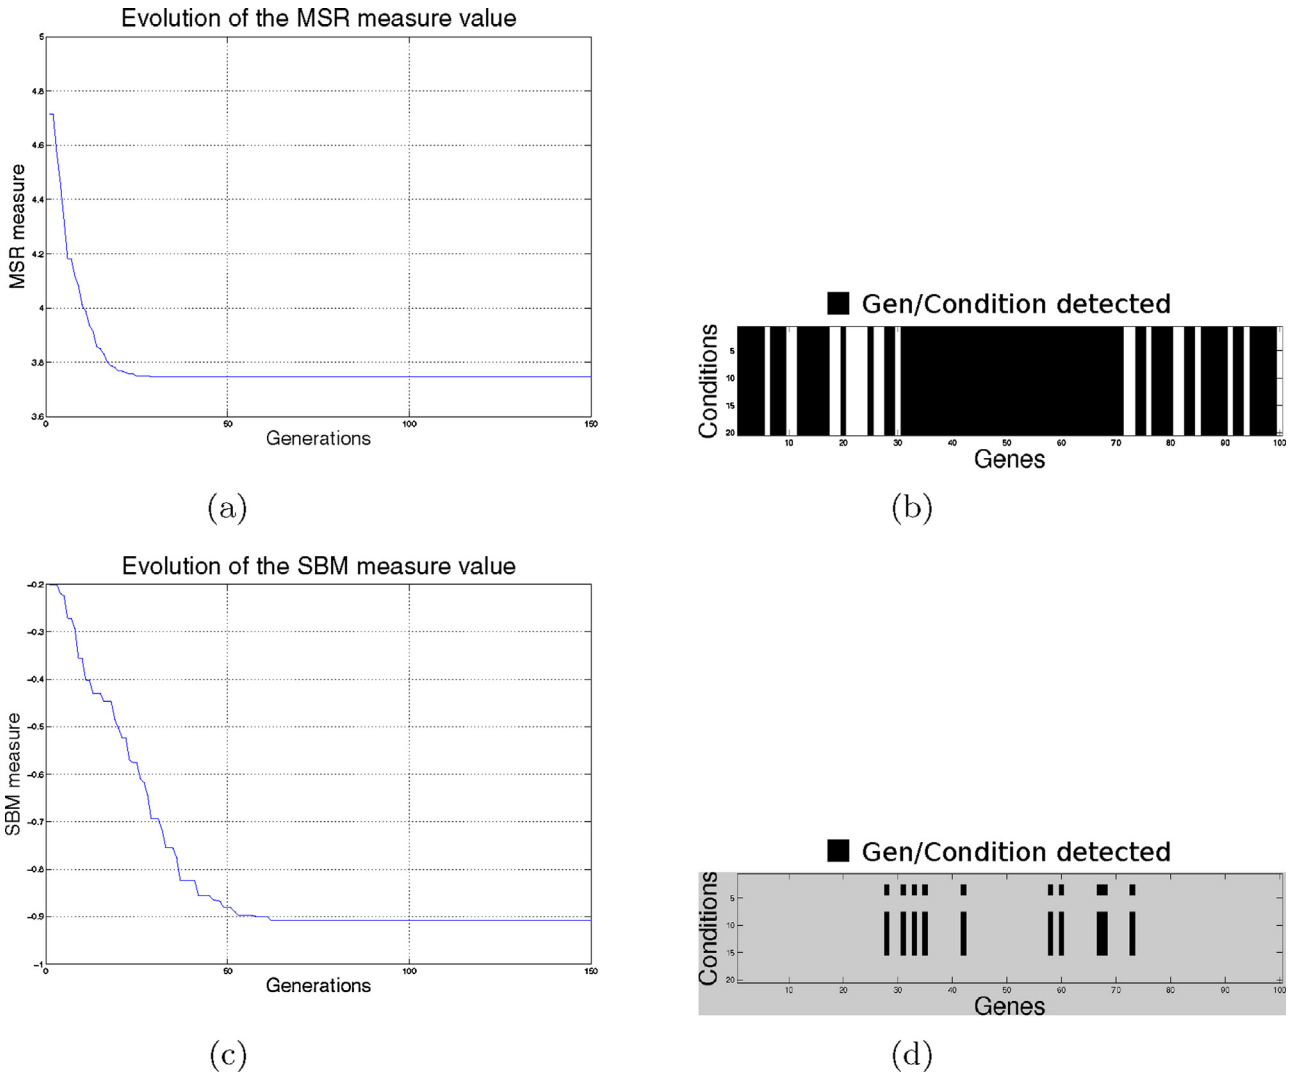 Evolution of the MSR measure value
5
4.8
4.6
4.4
4.2
4
3.8
3.6
MSR measure
0 50 100 150
Generations
(a)
Gen/Condition detected
Conditions
5
10
15
20
10 20 30 40 50 60 70 80 90 100
Genes
(b)
Evolution of the SBM measure value
-0.2
-0.3
-0.4
-0.5
-0.6
-0.7
-0.8
-0.9
-1
SBM measure
0 50 100 150
Generations
(c)
Gen/Condition detected
Conditions
5
10
15
20
10 20 30 40 50 60 70 80 90 100
Genes
(d)